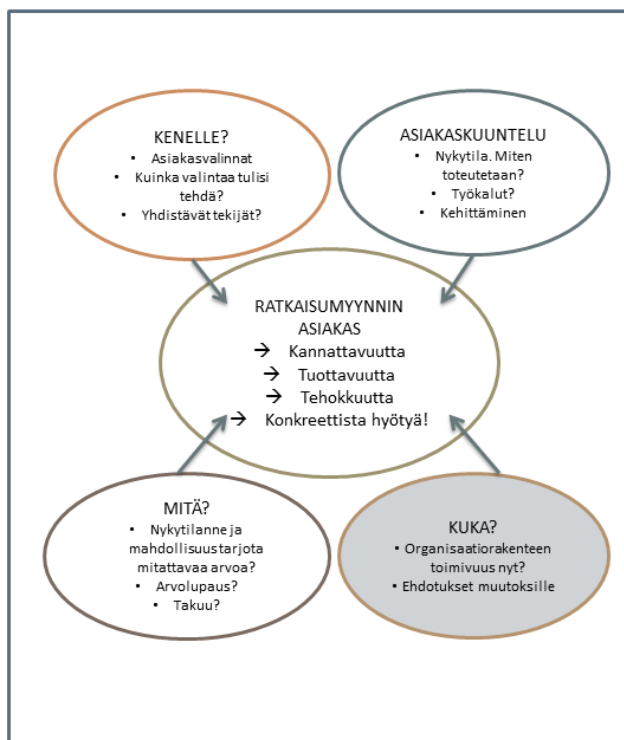 KENELLE?
• Asiakasvalinnat
• Kuinka valintaa tulisi
tehdä?
• Yhdistävät tekijät?
ASIAKASKUUNTELU
• Nykytila. Miten
toteutetaan?
• Työkalut?
• Kehittäminen
RATKAISUMYYNNIN
ASIAKAS
→ Kannattavuutta
→ Tuottavuutta
→ Tehokkuutta
→ Konkreettista hyötyä!
MITÄ?
• Nykytilanne ja
mahdollisuus tarjota
mitattavaa arvoa?
• Arvolupaus?
• Takuu?
KUKA?
• Organisaatiorakenteen
toimivuus nyt?
• Ehdotukset muutoksille